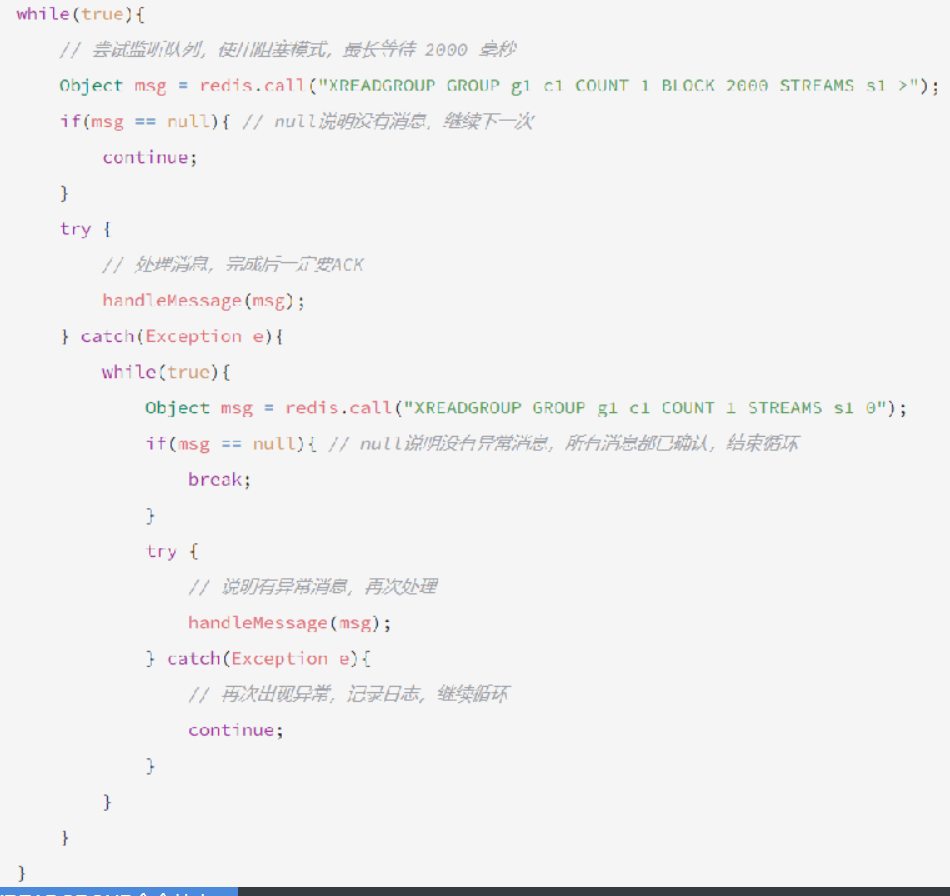 while(true){
// 尝试监听队列，使用阻塞模式，最长等待 2000 毫秒
Object msg = redis.call("XREADGROUP GROUP g1 c1 COUNT 1 BLOCK 2000 STREAMS s1 >");
if(msg == null){ // null说明没有消息，继续下一次
continue;
}
try {
// 处理消息，完成后一定要ACK
handleMessage(msg);
} catch(Exception e){
while(true){
Object msg = redis.call("XREADGROUP GROUP g1 c1 COUNT 1 STREAMS s1 0");
if(msg == null){ // null说明没有异常消息，所有消息都已确认，结束循环
break;
}
try {
// 说明有异常消息，再次处理
handleMessage(msg);
} catch(Exception e){
// 再次出现异常，记录日志，继续循环
continue;
}
}
}
}